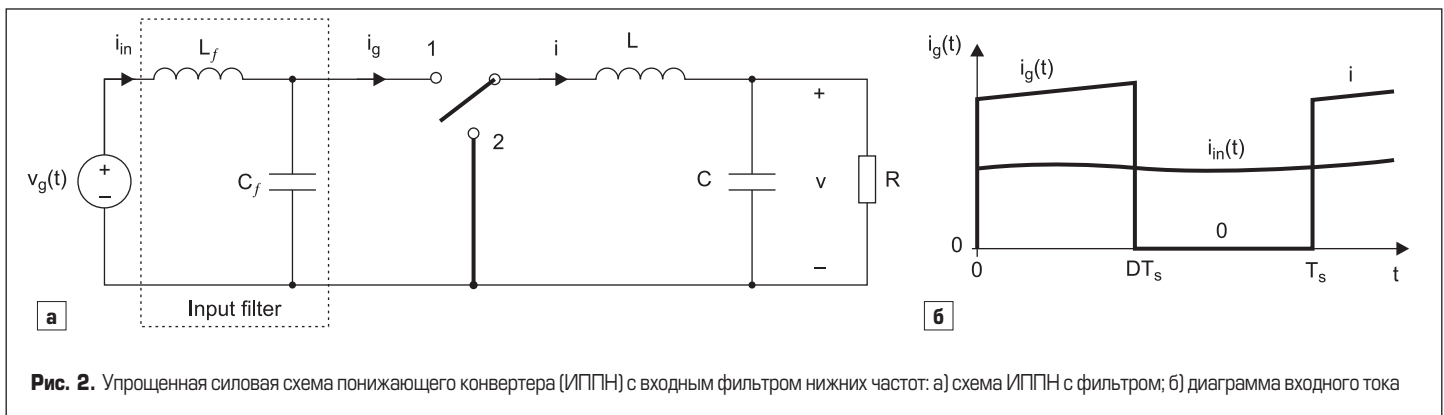 i_in
L_f
i_g
1
i
L
2
+
−
v_g(t)
C_f
C
+
v
−
R
Input filter
а
i_g(t)
i_g(t)
i
i_in(t)
0
0
0
DT_s
T_s
t
б
Рис. 2. Упрощенная силовая схема понижающего конвертера (ИППН) с входным фильтром нижних частот: а) схема ИППН с фильтром; б) диаграмма входного тока